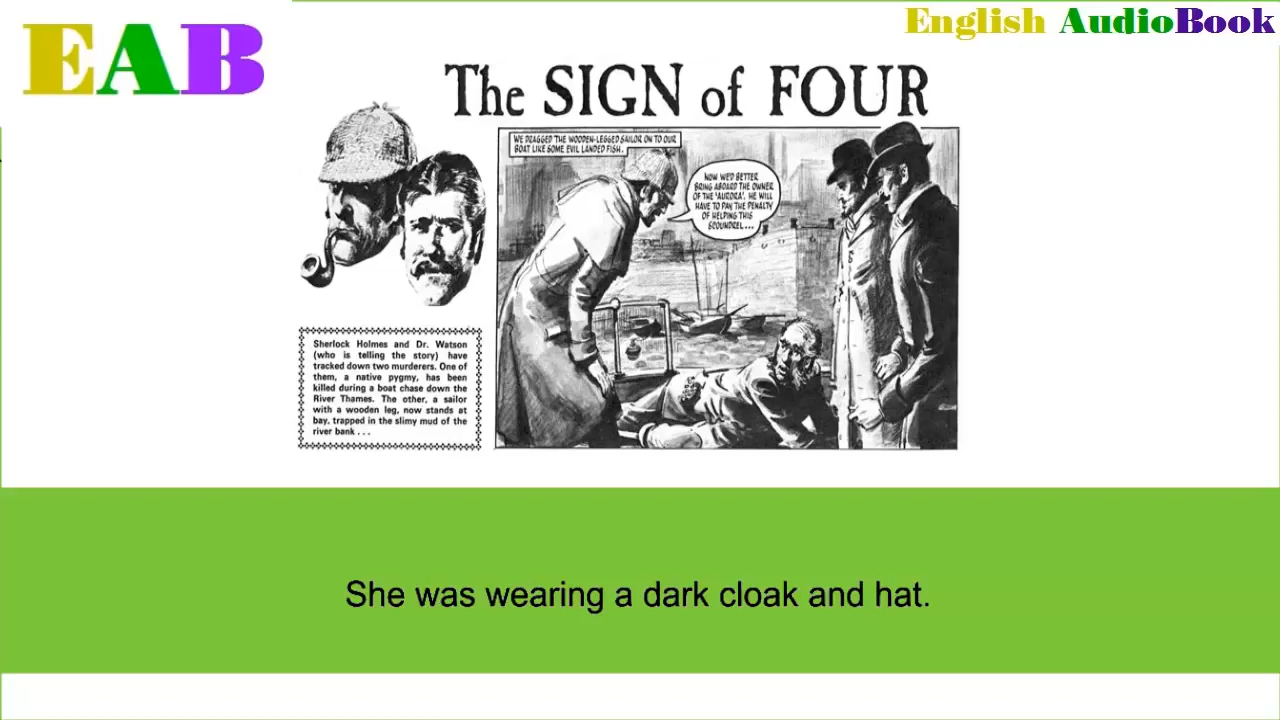 EAB
English AudioBook
The SIGN of FOUR
WE DRAGGED THE WOODEN-LEGGED SAILOR ON TO OUR
BOAT LIKE SOME EVIL LANDED FISH.
NOW WE'D BETTER
BRING ABOARD THE OWNER
OF THE 'AURORA'. HE WILL
HAVE TO PAY THE PENALTY
OF HELPING THIS
SCOUNDREL...
Sherlock Holmes and Dr. Watson
(who is telling the story) have
tracked down two murderers. One of
them, a native pygmy, has been
killed during a boat chase down the
River Thames. The other, a sailor
with a wooden leg, now stands at
bay, trapped in the slimy mud of the
river bank . . .
She was wearing a dark cloak and hat.